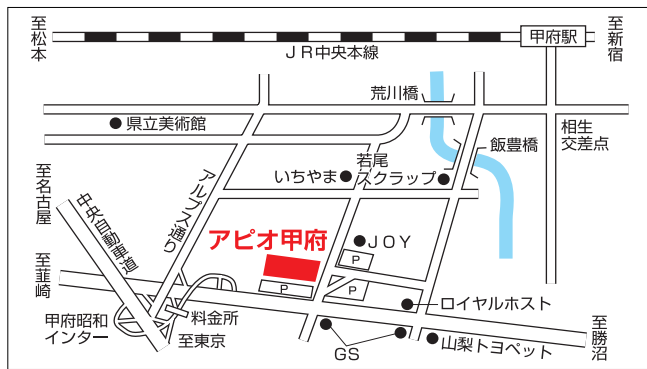 至松本
JR中央本線
甲府駅
至新宿
荒川橋
県立美術館
相生
交差点
飯豊橋
若尾
スクラップ
いちやま
至名古屋
中央自動車道
アルプス通り
アピオ甲府
JOY
P
P
P
至韮崎
ロイヤルホスト
料金所
甲府昭和
インター
至東京
GS
山梨トヨペット
至勝沼